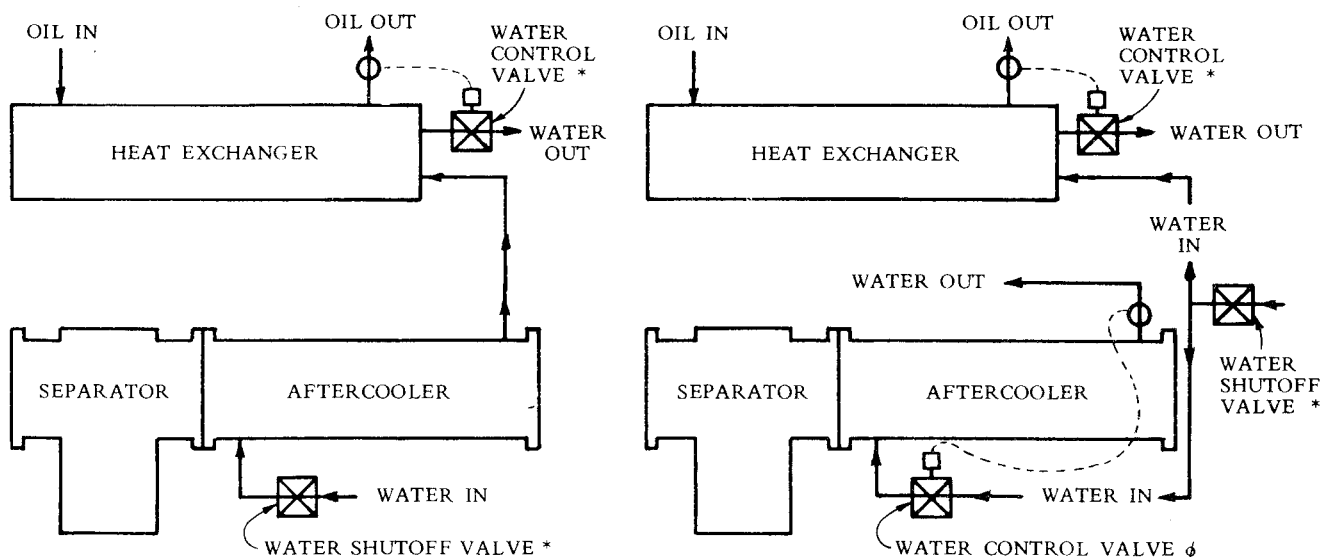 OIL IN
OIL OUT
WATER
CONTROL
VALVE *
HEAT EXCHANGER
WATER
OUT
SEPARATOR
AFTERCOOLER
WATER IN
WATER SHUTOFF VALVE *
OIL IN
OIL OUT
WATER
CONTROL
VALVE *
HEAT EXCHANGER
WATER OUT
WATER
IN
WATER OUT
WATER
SHUTOFF
VALVE *
SEPARATOR
AFTERCOOLER
WATER IN
WATER CONTROL VALVE ϕ